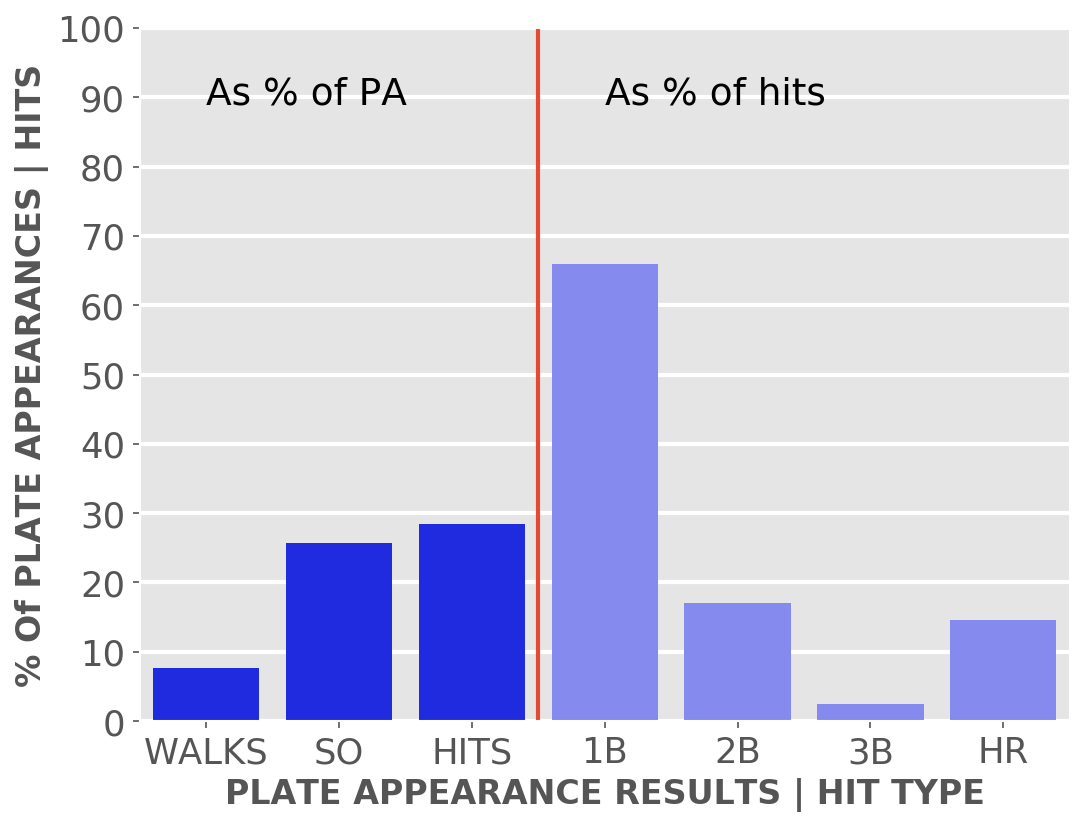 % Of PLATE APPEARANCES | HITS
100
90
80
70
60
50
40
30
20
10
0
As % of PA
As % of hits
WALKS SO HITS 1B 2B 3B HR
PLATE APPEARANCE RESULTS | HIT TYPE